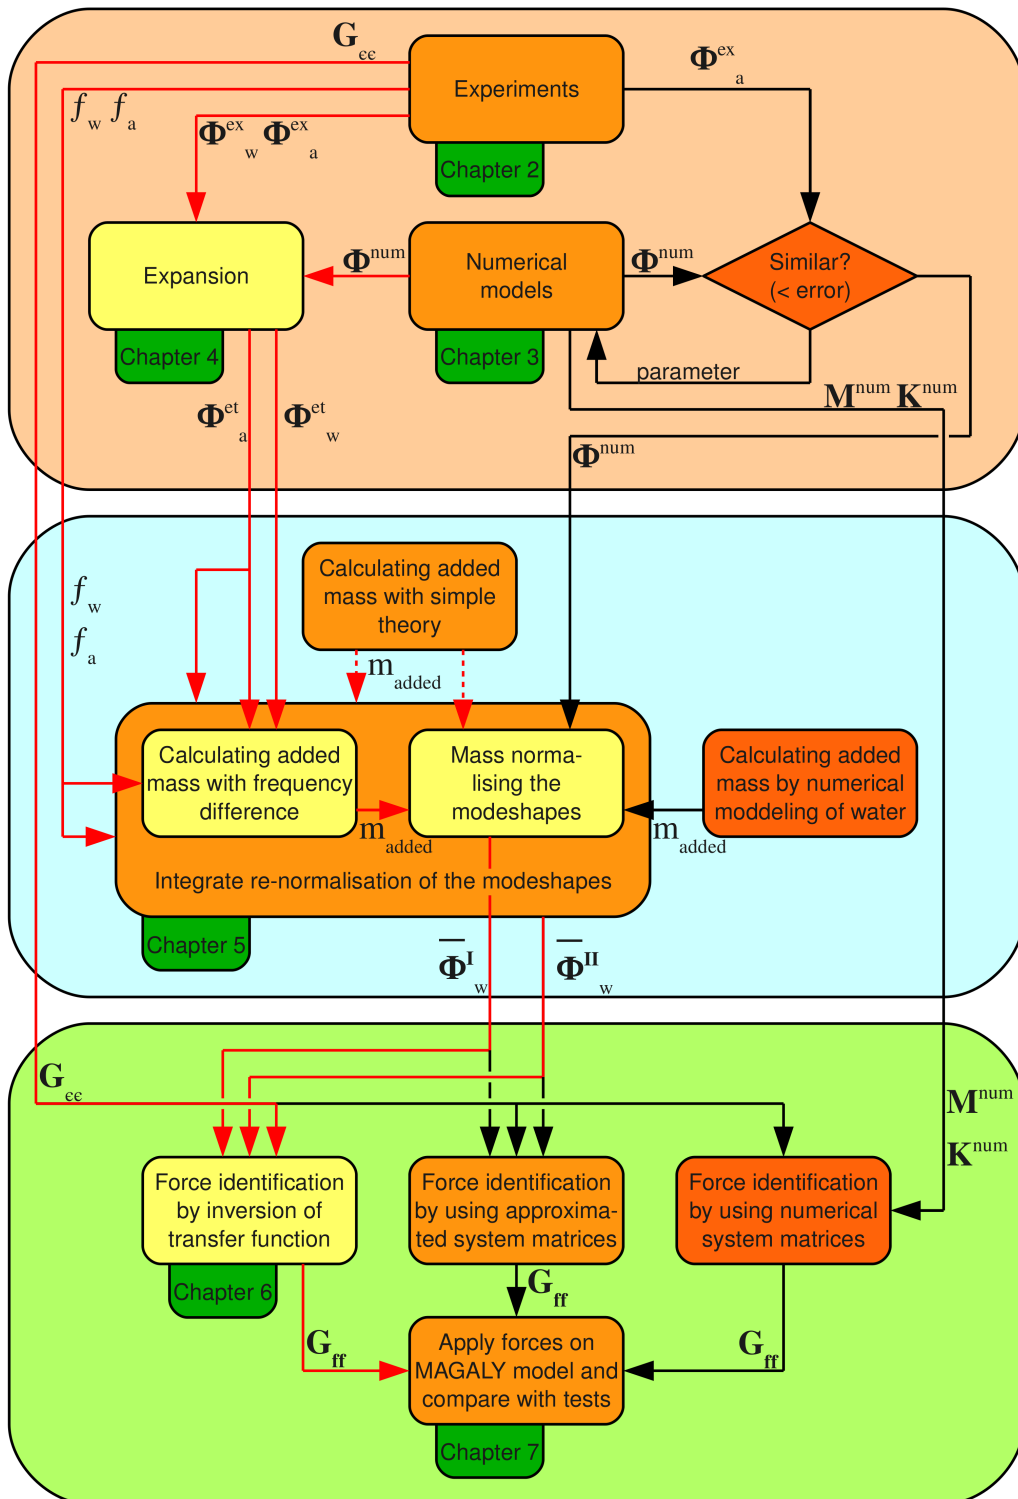 G_εε
Φ^ex_a
Experiments
f_w f_a
Φ^ex_w Φ^ex_a
Chapter 2
Expansion
Φ^num
Numerical
models
Φ^num
Similar?
(< error)
Chapter 4
Chapter 3
parameter
M^num K^num
Φ^et_a
Φ^et_w
Φ^num
Calculating added
mass with simple
theory
f_w
f_a
m_added
Calculating added
mass with frequency
difference
Mass norma-
lising the
modeshapes
Calculating added
mass by numerical
moddeling of water
m_added
m_added
Integrate re-normalisation of the modeshapes
Chapter 5
Φ̅^I_w
Φ̅^II_w
G_εε
M^num
K^num
Force identification
by inversion of
transfer function
Force identification
by using approxima-
ted system matrices
Force identification
by using numerical
system matrices
Chapter 6
G_ff
G_ff
G_ff
Apply forces on
MAGALY model and
compare with tests
Chapter 7